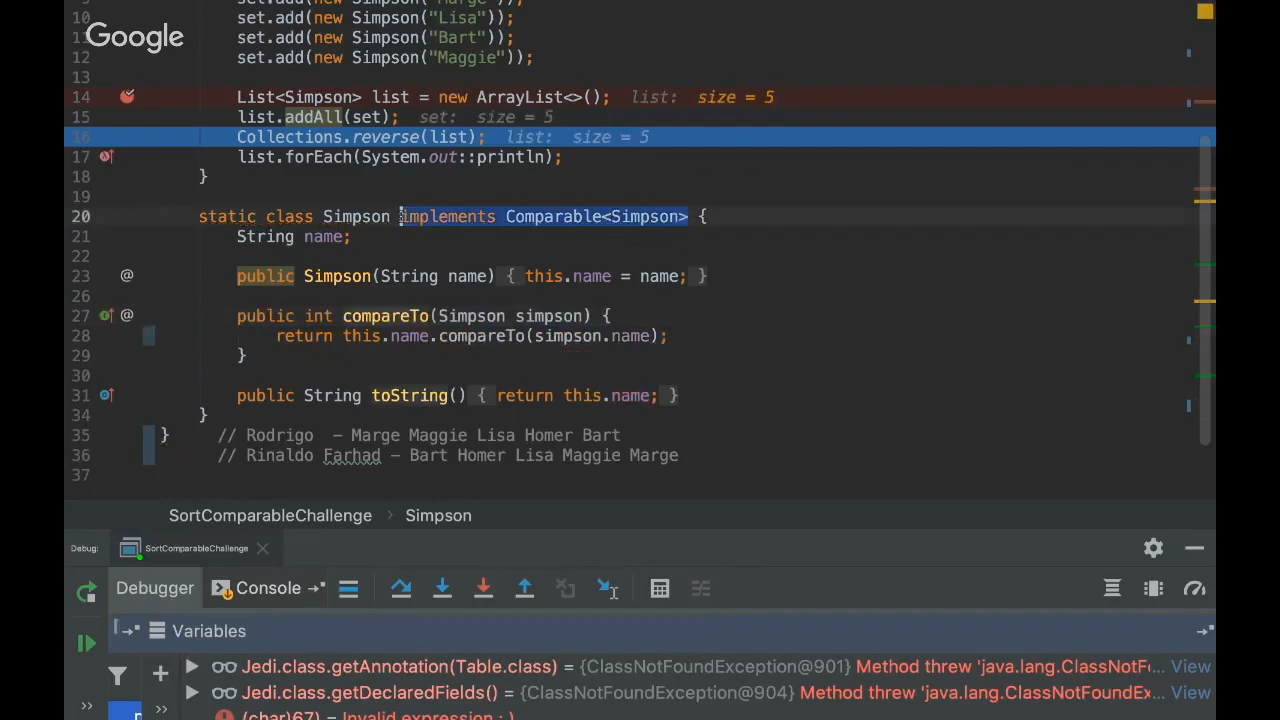 Google
10 set.add(new Simpson("Lisa"));
set.add(new Simpson("Bart"));
12 set.add(new Simpson("Maggie"));
13
14 List<Simpson> list = new ArrayList<>(); list: size = 5
15 list.addAll(set); set: size = 5
16 Collections.reverse(list); list: size = 5
17 list.forEach(System.out::println);
18 }
19
20 static class Simpson implements Comparable<Simpson> {
21 String name;
22
23 @ public Simpson(String name) { this.name = name; }
26
27 @ public int compareTo(Simpson simpson) {
28 return this.name.compareTo(simpson.name);
29 }
30
31 public String toString() { return this.name; }
34 }
35 } // Rodrigo – Marge Maggie Lisa Homer Bart
36 // Rinaldo Farhad – Bart Homer Lisa Maggie Marge
37
SortComparableChallenge > Simpson
Debug: SortComparableChallenge
Debugger Console
Variables
Jedi.class.getAnnotation(Table.class) = {ClassNotFoundException@901} Method threw 'java.lang.ClassNotF... View
Jedi.class.getDeclaredFields() = {ClassNotFoundException@904} Method threw 'java.lang.ClassNotFoundEx... View
(char)67) = Invalid expression : )